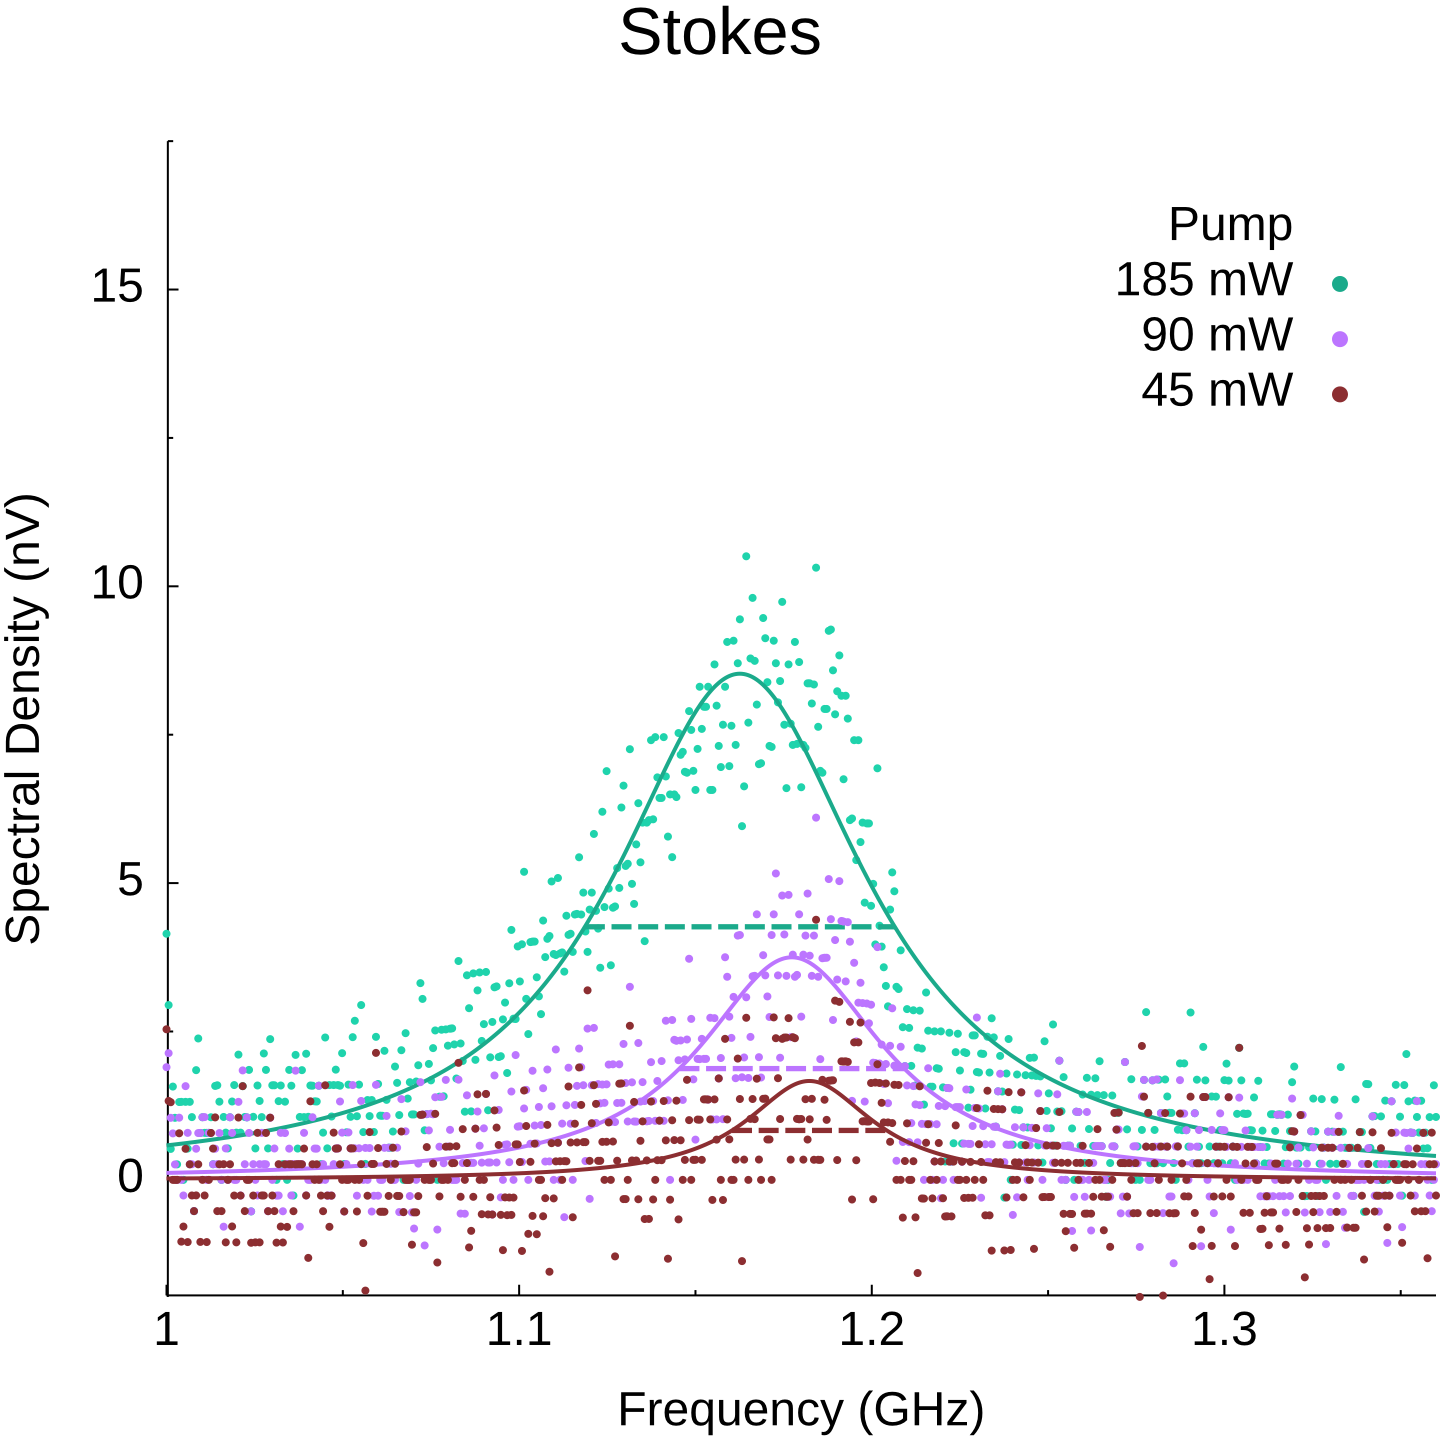 Stokes
Pump
185 mW
90 mW
45 mW
15
10
5
0
Spectral Density (nV)
1
1.1
1.2
1.3
Frequency (GHz)